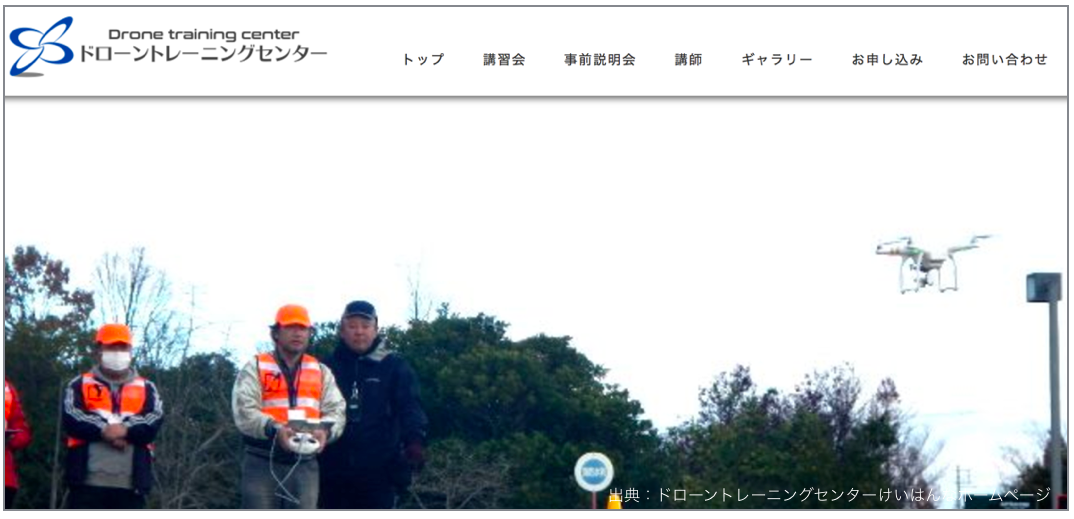 Drone training center
ドローントレーニングセンター
トップ 講習会 事前説明会 講師 ギャラリー お申し込み お問い合わせ
出典：ドローントレーニングセンターけいはんなホームページ